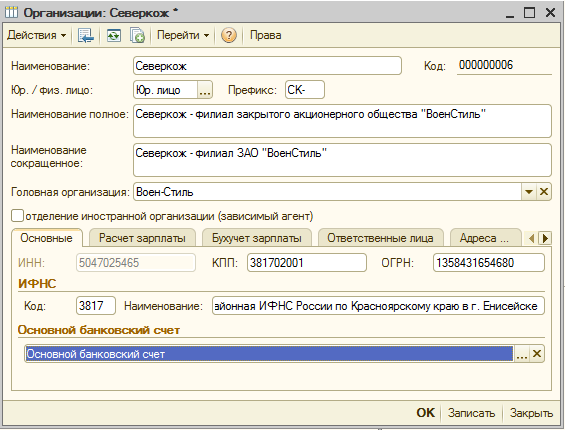 Организации: Северкож *
Действия Перейти ? Права
Наименование: Северкож Код: 000000006
Юр. / физ. лицо: Юр. лицо ... Префикс: СК-
Наименование полное: Северкож - филиал закрытого акционерного общества "ВоенСтиль"
Наименование
сокращенное:
Северкож - филиал ЗАО "ВоенСтиль"
Головная организация: Воен-Стиль
отделение иностранной организации (зависимый агент)
Основные Расчет зарплаты Бухучет зарплаты Ответственные лица Адреса ...
ИНН: 5047025465 КПП: 381702001 ОГРН: 1358431654680
ИФНС
Код: 3817 Наименование: айонная ИФНС России по Красноярскому краю в г. Енисейске
Основной банковский счет
Основной банковский счет ...
OK Записать Закрыть